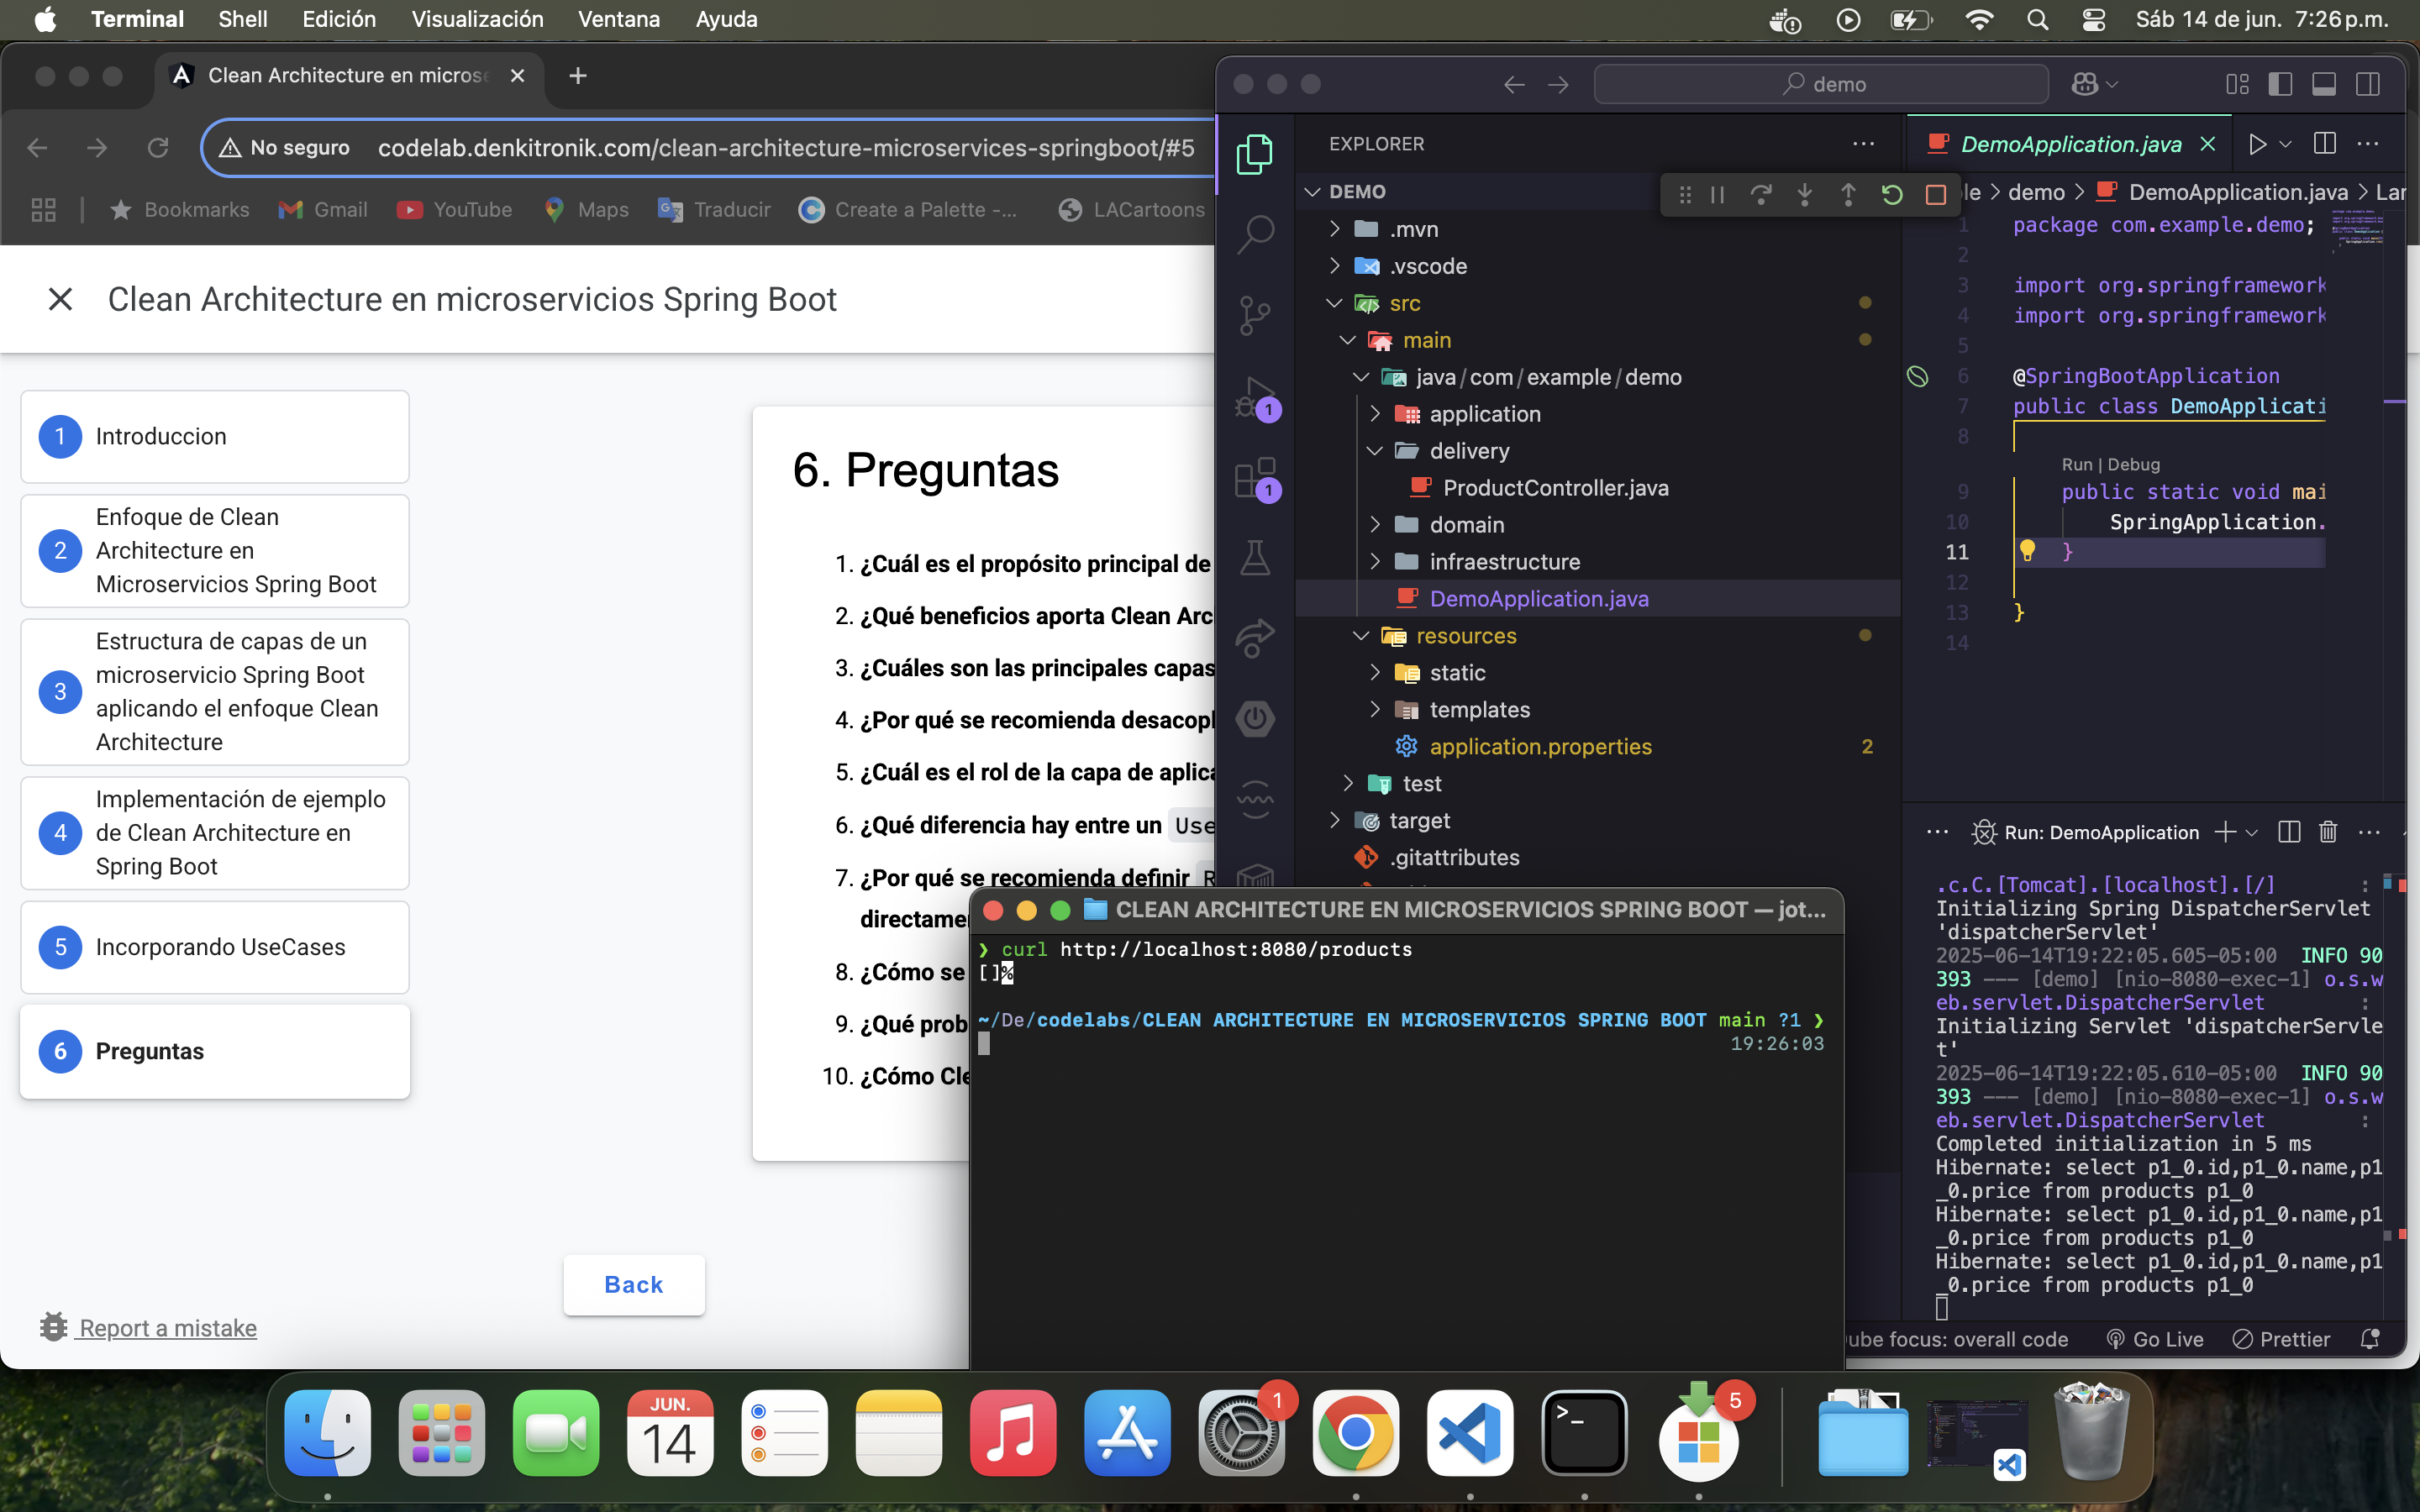 Terminal Shell Edición Visualización Ventana Ayuda
Sáb 14 de jun. 7:26 p.m.
Clean Architecture en micros
No seguro codelab.denkitronik.com/clean-architecture-microservices-springboot/#5
Bookmarks Gmail YouTube Maps Traducir Create a Palette -... LACartoons
Clean Architecture en microservicios Spring Boot
1 Introduccion
2 Enfoque de Clean
Architecture en
Microservicios Spring Boot
3 Estructura de capas de un
microservicio Spring Boot
aplicando el enfoque Clean
Architecture
4 Implementación de ejemplo
de Clean Architecture en
Spring Boot
5 Incorporando UseCases
6 Preguntas
Report a mistake
6. Preguntas
1. ¿Cuál es el propósito principal de
2. ¿Qué beneficios aporta Clean Arc
3. ¿Cuáles son las principales capas
4. ¿Por qué se recomienda desacopl
5. ¿Cuál es el rol de la capa de aplica
6. ¿Qué diferencia hay entre un Use
7. ¿Por qué se recomienda definir R
directamen
8. ¿Cómo se
9. ¿Qué prob
10. ¿Cómo Cle
Back
demo
EXPLORER
DEMO
.mvn
.vscode
src
main
java/com/example/demo
application
delivery
ProductController.java
domain
infraestructure
DemoApplication.java
resources
static
templates
application.properties 2
test
target
.gitattributes
1
1
DemoApplication.java
le > demo > DemoApplication.java > Lar
1 package com.example.demo;
2
3 import org.springframework
4 import org.springframework
5
6 @SpringBootApplication
7 public class DemoApplicati
8
Run | Debug
9 public static void mai
10 SpringApplication.
11 }
12
13 }
14
Run: DemoApplication
.c.C.[Tomcat].[localhost].[/] :
Initializing Spring DispatcherServlet
'dispatcherServlet'
2025-06-14T19:22:05.605-05:00 INFO 90
393 --- [demo] [nio-8080-exec-1] o.s.w
eb.servlet.DispatcherServlet :
Initializing Servlet 'dispatcherServle
t'
2025-06-14T19:22:05.610-05:00 INFO 90
393 --- [demo] [nio-8080-exec-1] o.s.w
eb.servlet.DispatcherServlet :
Completed initialization in 5 ms
Hibernate: select p1_0.id,p1_0.name,p1
_0.price from products p1_0
Hibernate: select p1_0.id,p1_0.name,p1
_0.price from products p1_0
Hibernate: select p1_0.id,p1_0.name,p1
_0.price from products p1_0
ube focus: overall code Go Live Prettier
CLEAN ARCHITECTURE EN MICROSERVICIOS SPRING BOOT — jot...
❯ curl http://localhost:8080/products
[]%
~/De/codelabs/CLEAN ARCHITECTURE EN MICROSERVICIOS SPRING BOOT main ?1 ❯
19:26:03
JUN.
14
1
>_
5